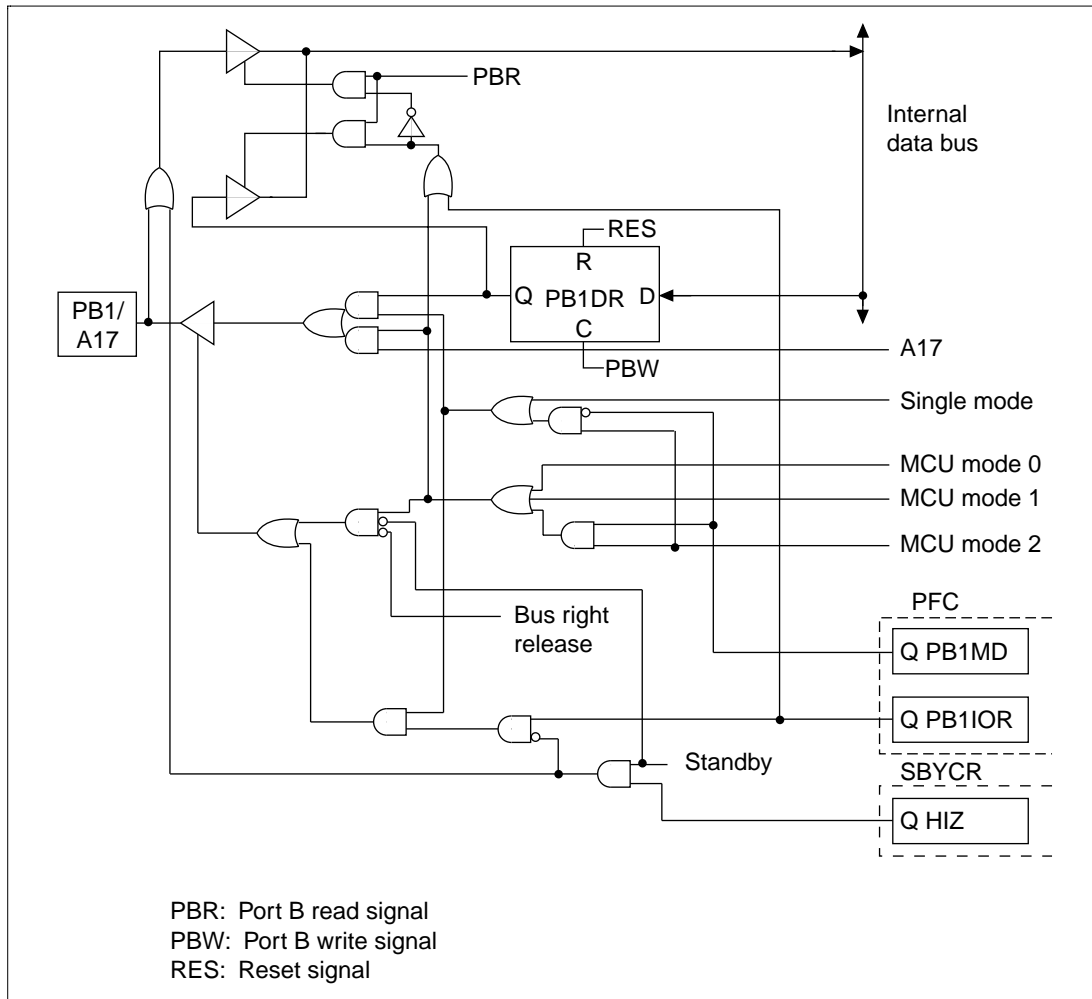 PBR
Internal
data bus
RES
R
Q PB1DR D
C
PBW
PB1/
A17
A17
Single mode
MCU mode 0
MCU mode 1
MCU mode 2
Bus right
release
PFC
Q PB1MD
Q PB1IOR
Standby
SBYCR
Q HIZ
PBR: Port B read signal
PBW: Port B write signal
RES: Reset signal